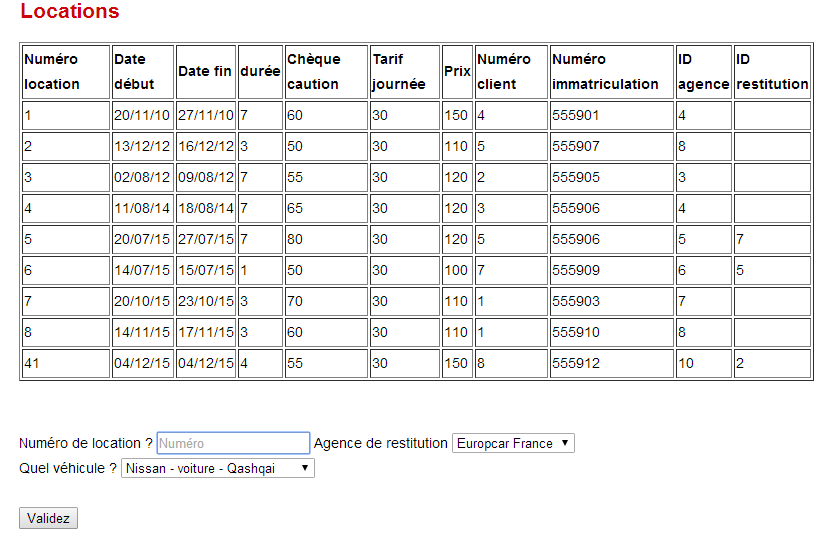 Locations
Numéro location Date début Date fin durée Chèque caution Tarif journée Prix Numéro client Numéro immatriculation ID agence ID restitution
1 20/11/10 27/11/10 7 60 30 150 4 555901 4
2 13/12/12 16/12/12 3 50 30 110 5 555907 8
3 02/08/12 09/08/12 7 55 30 120 2 555905 3
4 11/08/14 18/08/14 7 65 30 120 3 555906 4
5 20/07/15 27/07/15 7 80 30 120 5 555906 5 7
6 14/07/15 15/07/15 1 50 30 100 7 555909 6 5
7 20/10/15 23/10/15 3 70 30 110 1 555903 7
8 14/11/15 17/11/15 3 60 30 110 1 555910 8
41 04/12/15 04/12/15 4 55 30 150 8 555912 10 2
Numéro de location ? Numéro Agence de restitution Europcar France
Quel véhicule ? Nissan - voiture - Qashqai
Validez